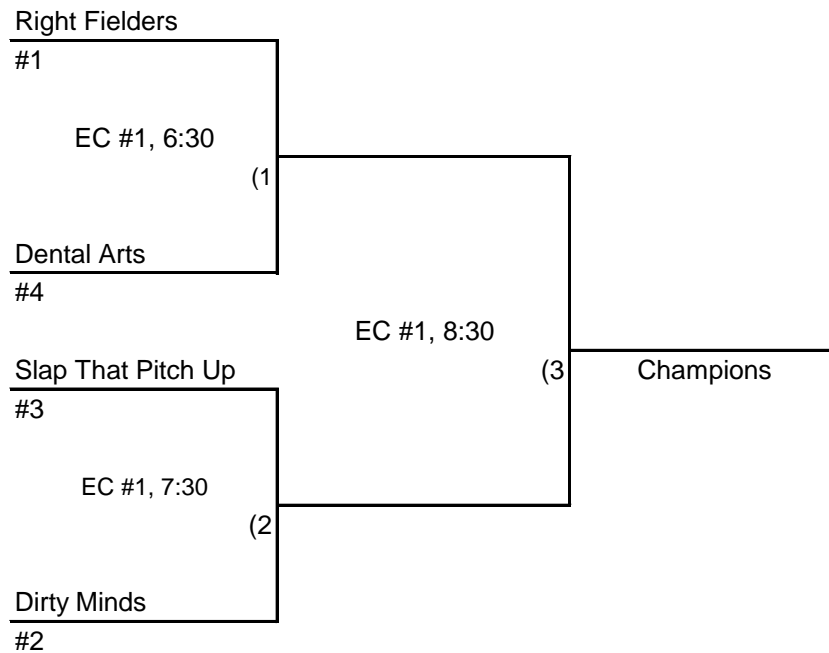 Right Fielders
#1
EC #1, 6:30
(1
Dental Arts
#4
EC #1, 8:30
Slap That Pitch Up
(3
Champions
#3
EC #1, 7:30
(2
Dirty Minds
#2